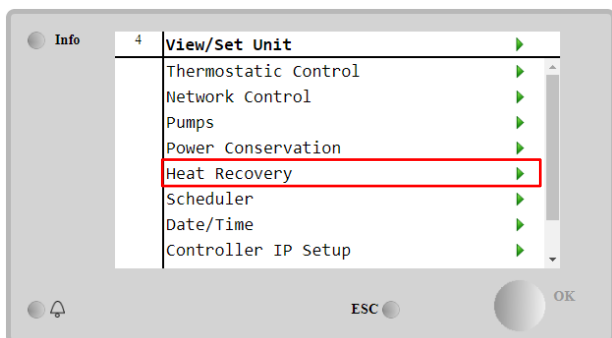 Info
4 View/Set Unit
Thermostatic Control
Network Control
Pumps
Power Conservation
Heat Recovery
Scheduler
Date/Time
Controller IP Setup
ESC
OK